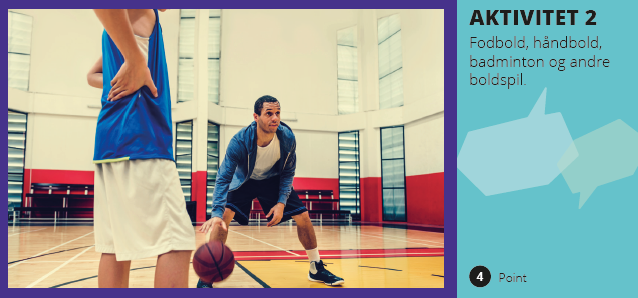 AKTIVITET 2
Fodbold, håndbold,
badminton og andre
boldspil.
4 Point